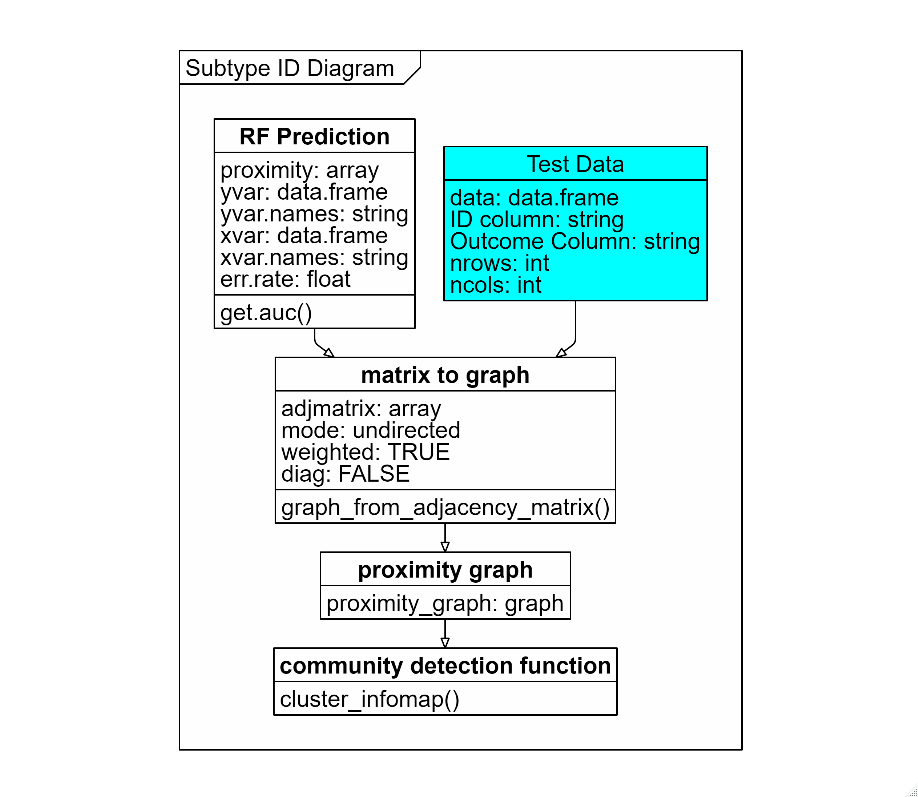 Subtype ID Diagram
RF Prediction
proximity: array
yvar: data.frame
yvar.names: string
xvar: data.frame
xvar.names: string
err.rate: float
get.auc()
Test Data
data: data.frame
ID column: string
Outcome Column: string
nrows: int
ncols: int
matrix to graph
adjmatrix: array
mode: undirected
weighted: TRUE
diag: FALSE
graph_from_adjacency_matrix()
proximity graph
proximity_graph: graph
community detection function
cluster_infomap()